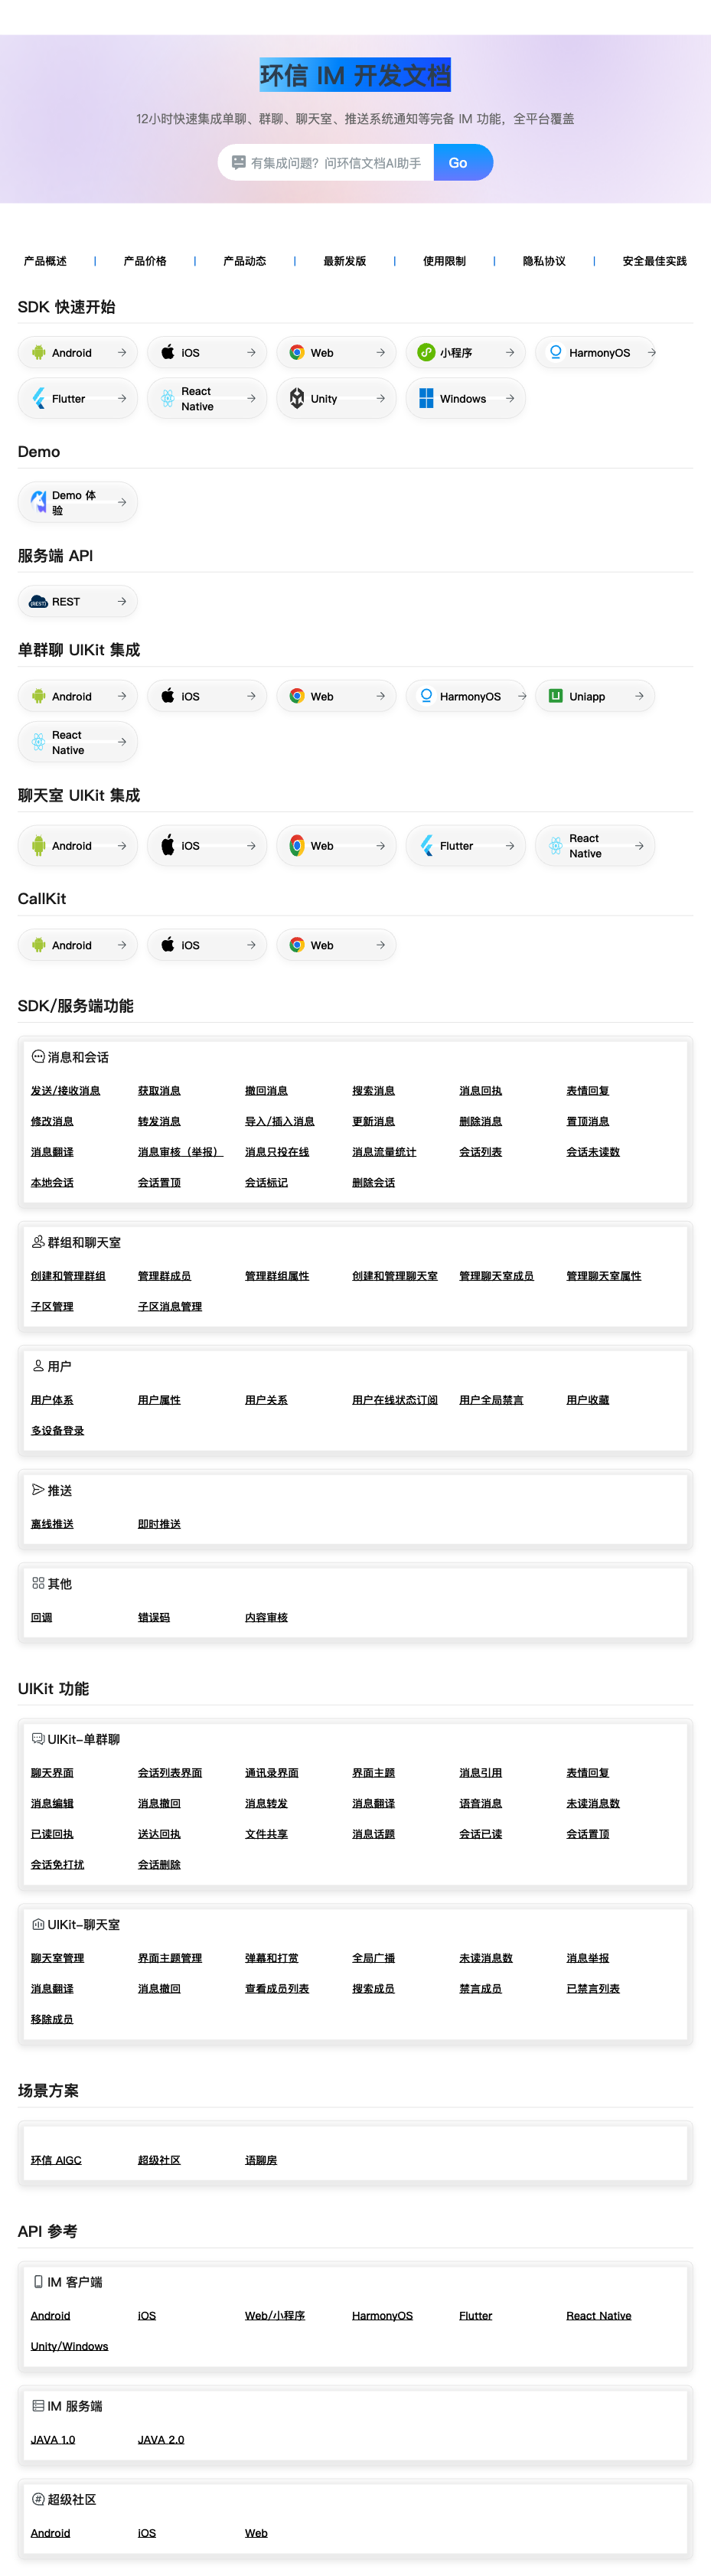 环信 IM 开发文档
12小时快速集成单聊、群聊、聊天室、推送系统通知等完备 IM 功能，全平台覆盖
有集成问题？问环信文档AI助手 Go
产品概述 | 产品价格 | 产品动态 | 最新发版 | 使用限制 | 隐私协议 | 安全最佳实践
SDK 快速开始
Android iOS Web 小程序 HarmonyOS
Flutter React Native Unity Windows
Demo
Demo 体验
服务端 API
REST
单群聊 UIKit 集成
Android iOS Web HarmonyOS Uniapp
React Native
聊天室 UIKit 集成
Android iOS Web Flutter React Native
CallKit
Android iOS Web
SDK/服务端功能
消息和会话
发送/接收消息 获取消息 撤回消息 搜索消息 消息回执 表情回复
修改消息 转发消息 导入/插入消息 更新消息 删除消息 置顶消息
消息翻译 消息审核（举报） 消息只投在线 消息流量统计 会话列表 会话未读数
本地会话 会话置顶 会话标记 删除会话
群组和聊天室
创建和管理群组 管理群成员 管理群组属性 创建和管理聊天室 管理聊天室成员 管理聊天室属性
子区管理 子区消息管理
用户
用户体系 用户属性 用户关系 用户在线状态订阅 用户全局禁言 用户收藏
多设备登录
推送
离线推送 即时推送
其他
回调 错误码 内容审核
UIKit 功能
UIKit-单群聊
聊天界面 会话列表界面 通讯录界面 界面主题 消息引用 表情回复
消息编辑 消息撤回 消息转发 消息翻译 语音消息 未读消息数
已读回执 送达回执 文件共享 消息话题 会话已读 会话置顶
会话免打扰 会话删除
UIKit-聊天室
聊天室管理 界面主题管理 弹幕和打赏 全局广播 未读消息数 消息举报
消息翻译 消息撤回 查看成员列表 搜索成员 禁言成员 已禁言列表
移除成员
场景方案
环信 AIGC 超级社区 语聊房
API 参考
IM 客户端
Android iOS Web/小程序 HarmonyOS Flutter React Native
Unity/Windows
IM 服务端
JAVA 1.0 JAVA 2.0
超级社区
Android iOS Web